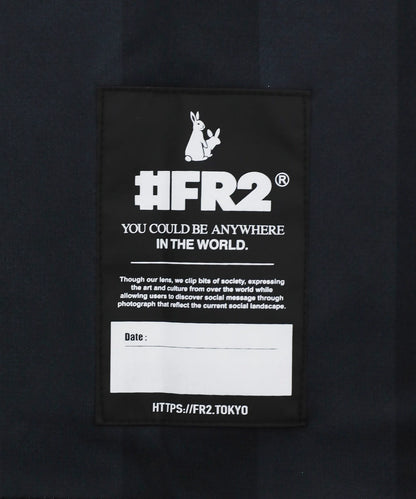 #FR2®
YOU COULD BE ANYWHERE
IN THE WORLD.
Though our lens, we clip bits of society, expressing
the art and culture from over the world while
allowing users to discover social message through
photograph that reflect the current social landscape.
Date :
HTTPS://FR2.TOKYO